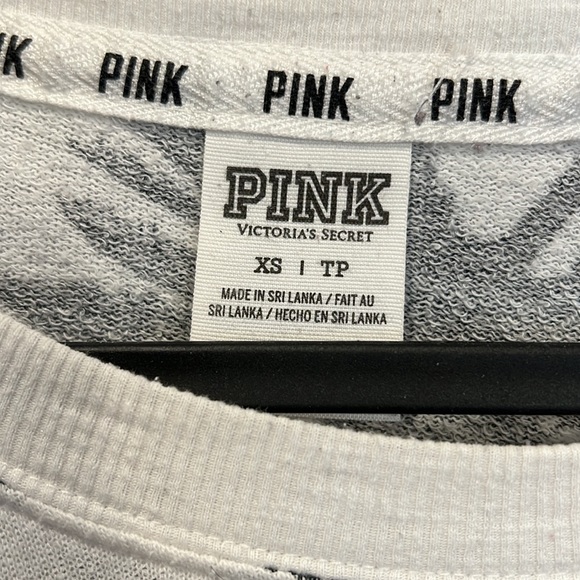 PINK PINK PINK
PINK
VICTORIA'S SECRET
XS | TP
MADE IN SRI LANKA / FAIT AU
SRI LANKA / HECHO EN SRI LANKA